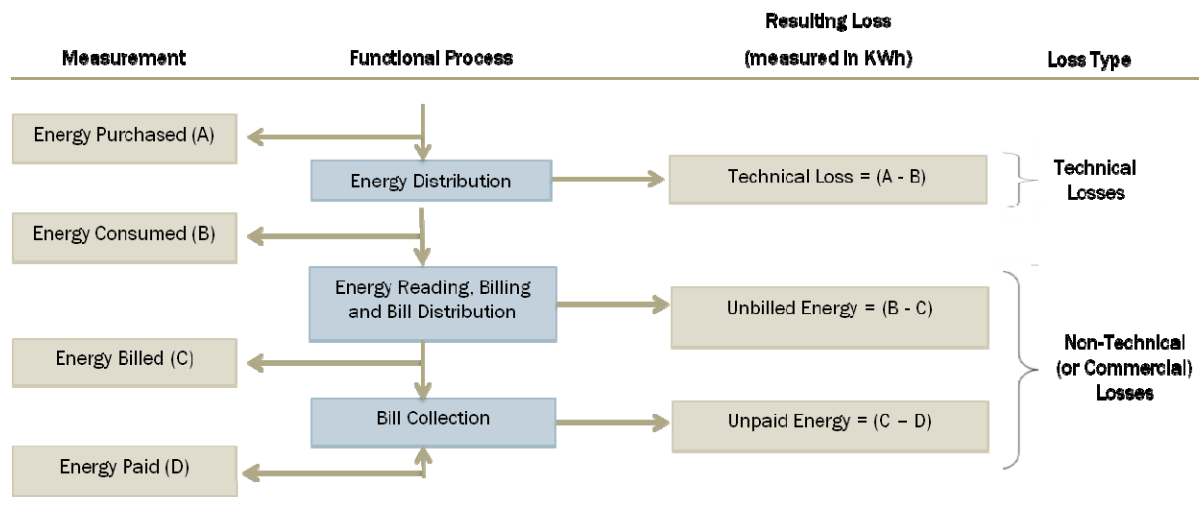 Measurement
Functional Process
Resulting Loss
(measured in KWh)
Loss Type
Energy Purchased (A)
Energy Distribution
Technical Loss = (A - B)
Technical
Losses
Energy Consumed (B)
Energy Reading, Billing
and Bill Distribution
Unbilled Energy = (B - C)
Energy Billed (C)
Non-Technical
(or Commercial)
Losses
Bill Collection
Unpaid Energy = (C – D)
Energy Paid (D)